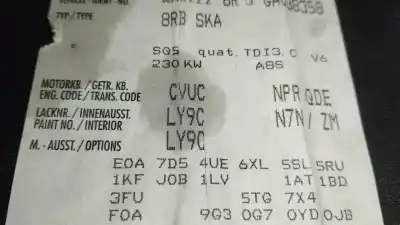 TYP / TYPE 8RB SKA
SQ5 quat. TDI3.0 V6
230 KW A8S
MOTORKB. / GETR. KB.
ENG. CODE / TRANS. CODE CVUC NPR QDE
LACKNR. / INNENAUSST.
PAINT NO. / INTERIOR LY9C N7N / ZM
M. - AUSST. / OPTIONS LY9C
EOA 7D5 4UE 6XL 5SL 5RU
1KF JOB 1LV 1AT 1BD
3FU 5TG 7X4
FOA 9G3 0G7 0YD 0JB